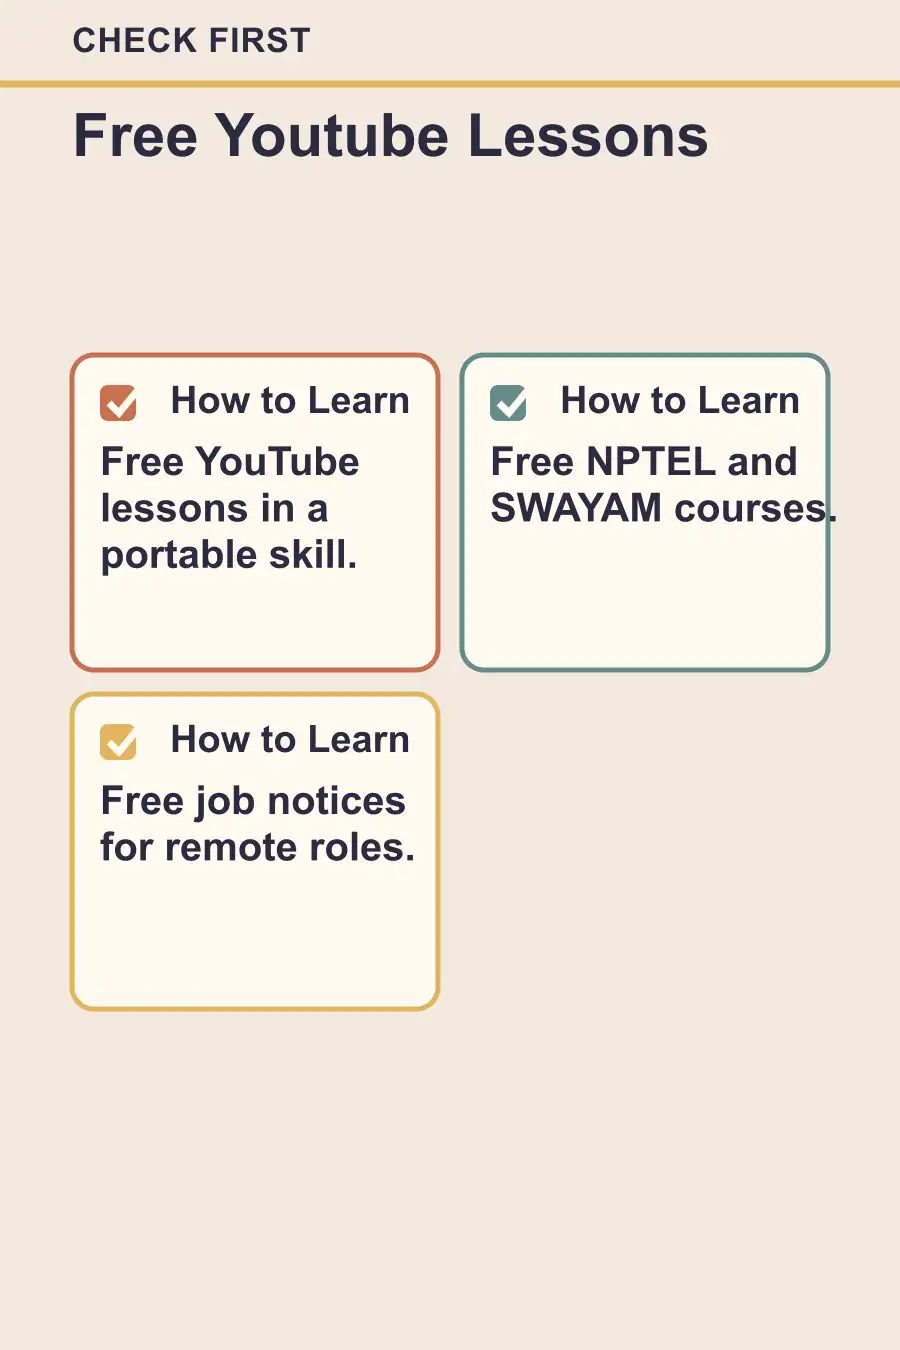 CHECK FIRST
Free Youtube Lessons
How to Learn
Free YouTube
lessons in a
portable skill.
How to Learn
Free NPTEL and
SWAYAM courses.
How to Learn
Free job notices
for remote roles.